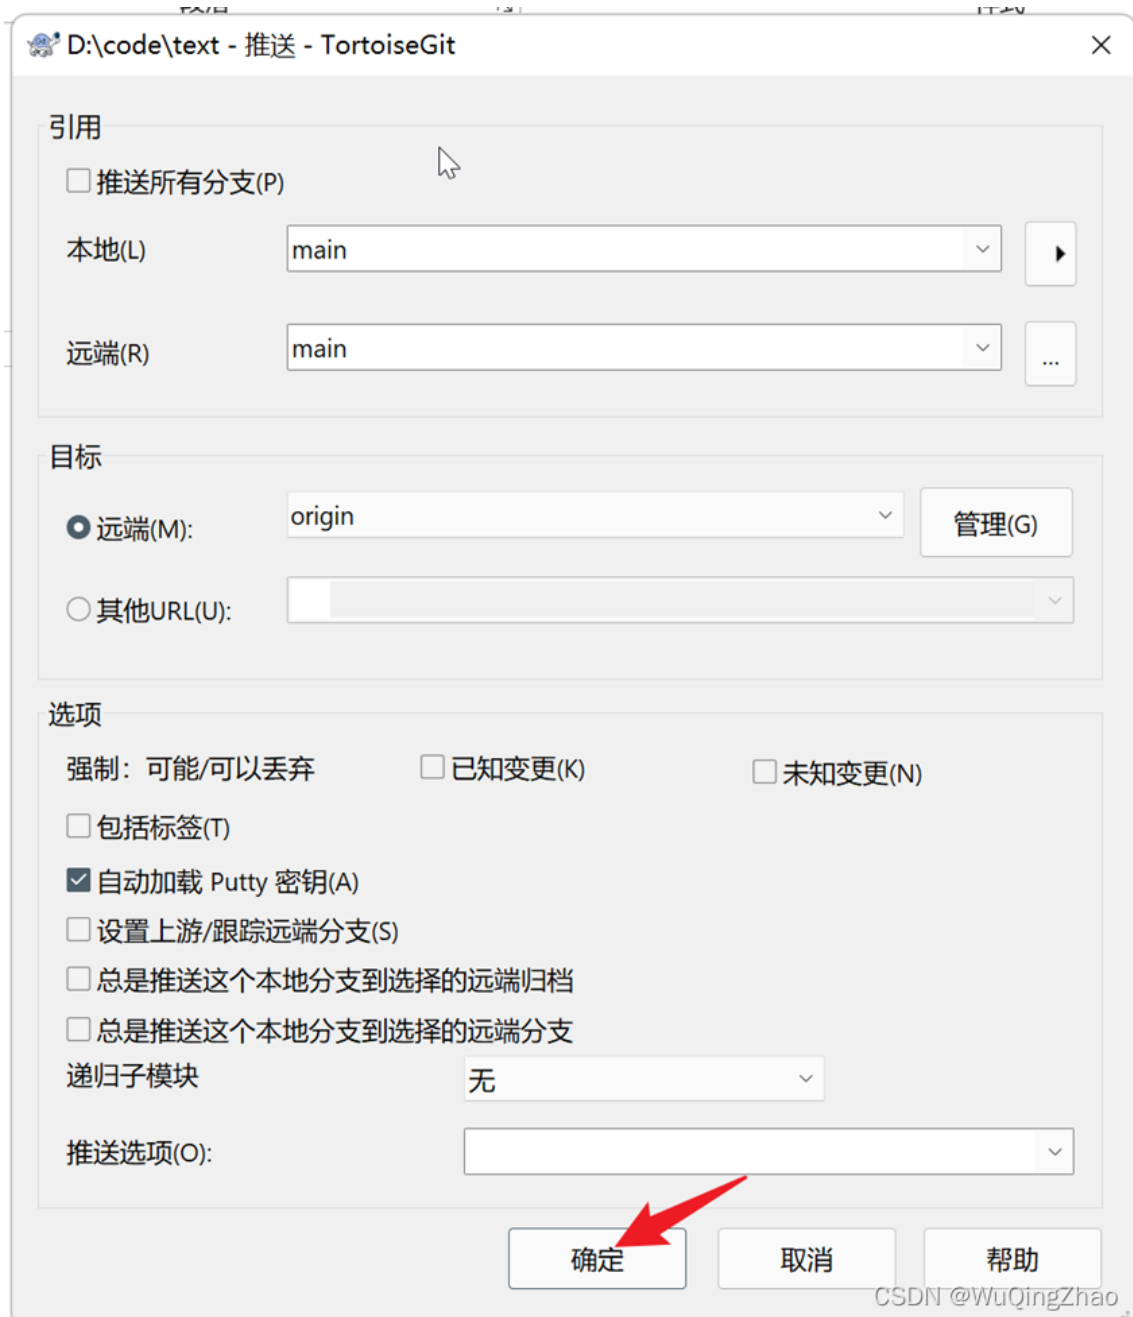 D:\code\text - 推送 - TortoiseGit
引用
推送所有分支(P)
本地(L) main
远端(R) main ...
目标
远端(M): origin 管理(G)
其他URL(U):
选项
强制：可能/可以丢弃 已知变更(K) 未知变更(N)
包括标签(T)
自动加载 Putty 密钥(A)
设置上游/跟踪远端分支(S)
总是推送这个本地分支到选择的远端归档
总是推送这个本地分支到选择的远端分支
递归子模块 无
推送选项(O):
确定 取消 帮助
CSDN @WuQingZhao